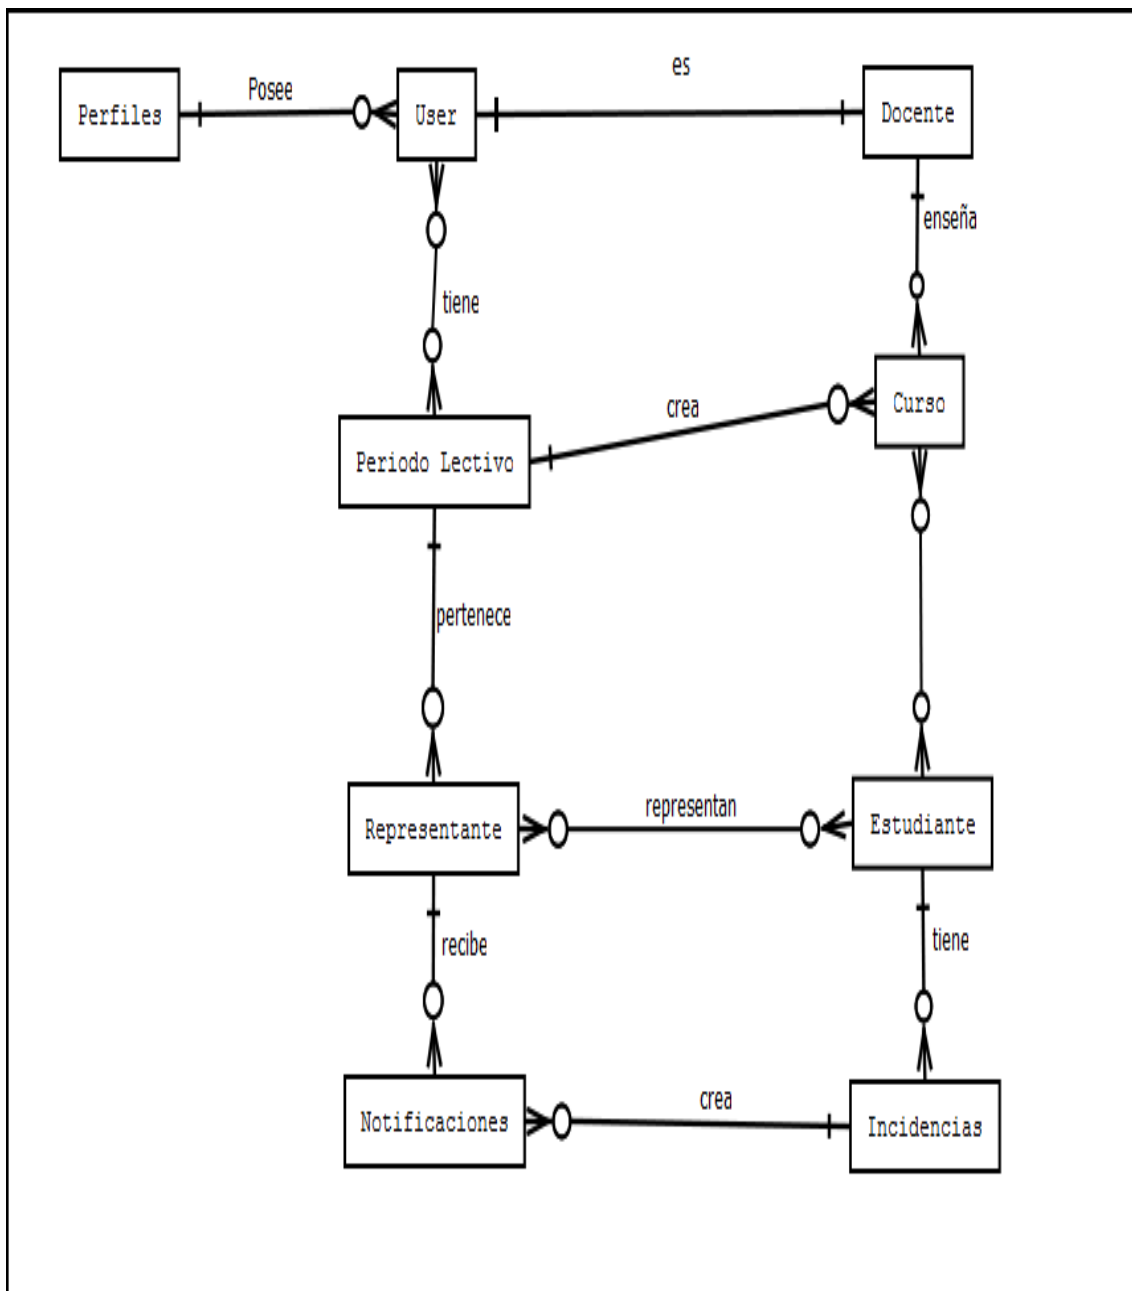 Perfiles
Posee
User
es
Docente
enseña
tiene
crea
Curso
Periodo Lectivo
pertenece
Representante
representan
Estudiante
recibe
tiene
Notificaciones
crea
Incidencias